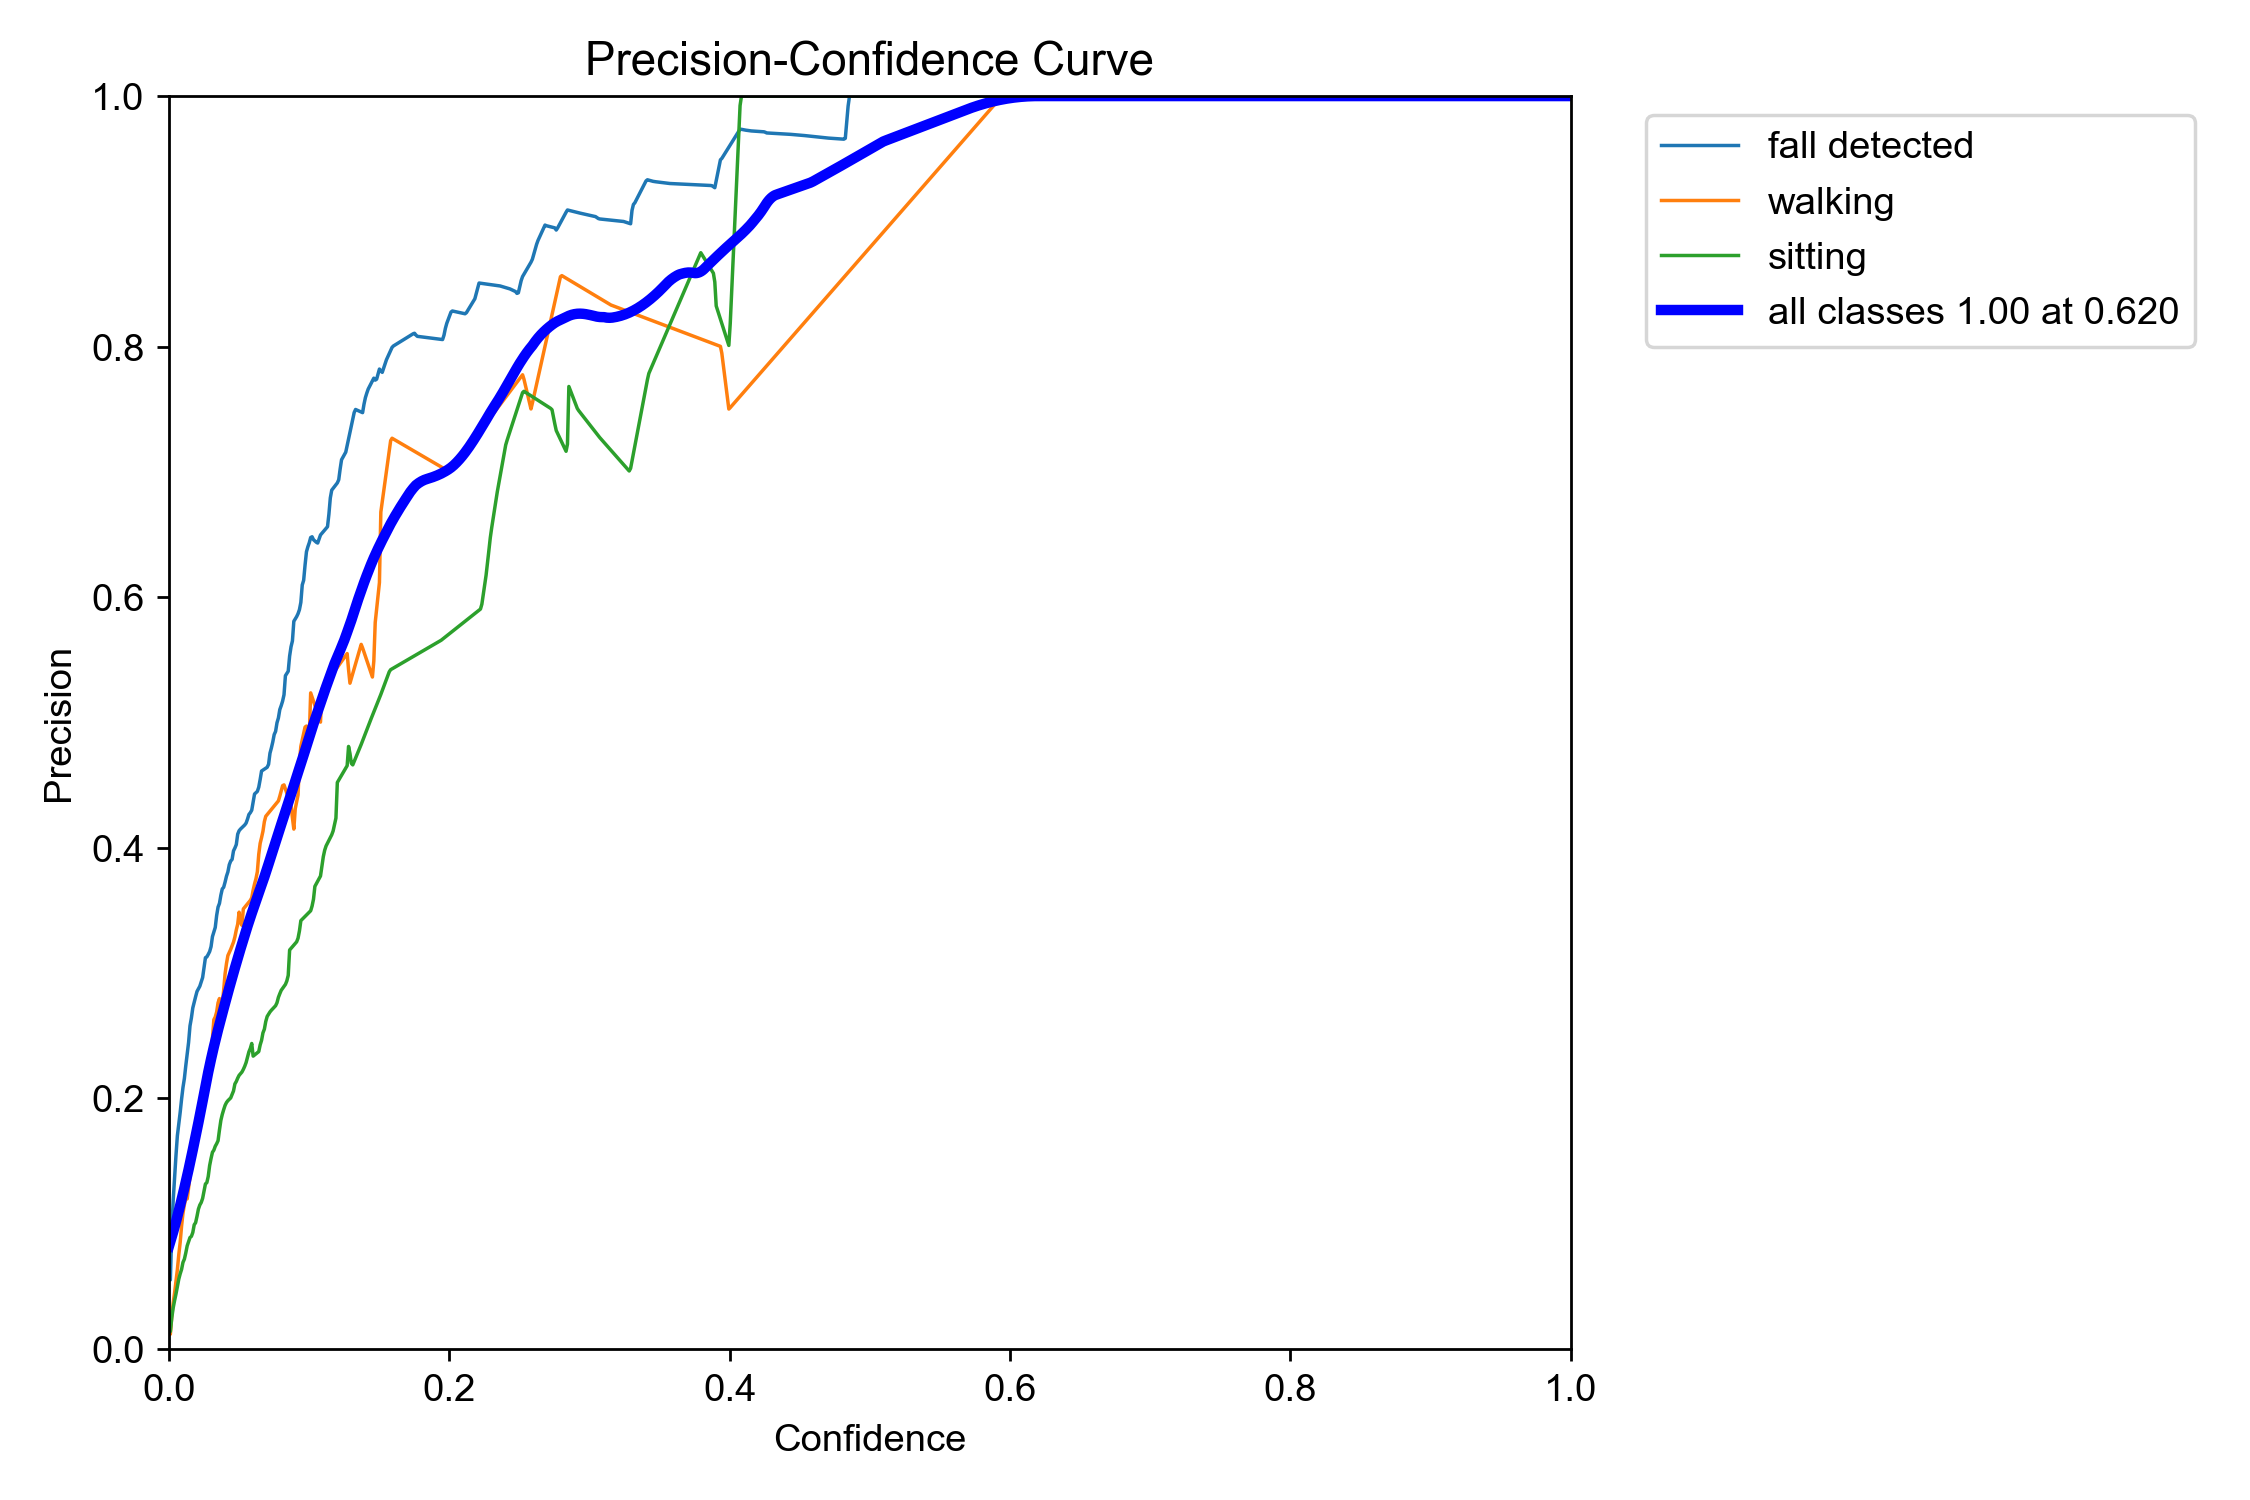 Precision-Confidence Curve
1.0
0.8
0.6
0.4
0.2
0.0
Precision
0.0 0.2 0.4 0.6 0.8 1.0
Confidence
fall detected
walking
sitting
all classes 1.00 at 0.620